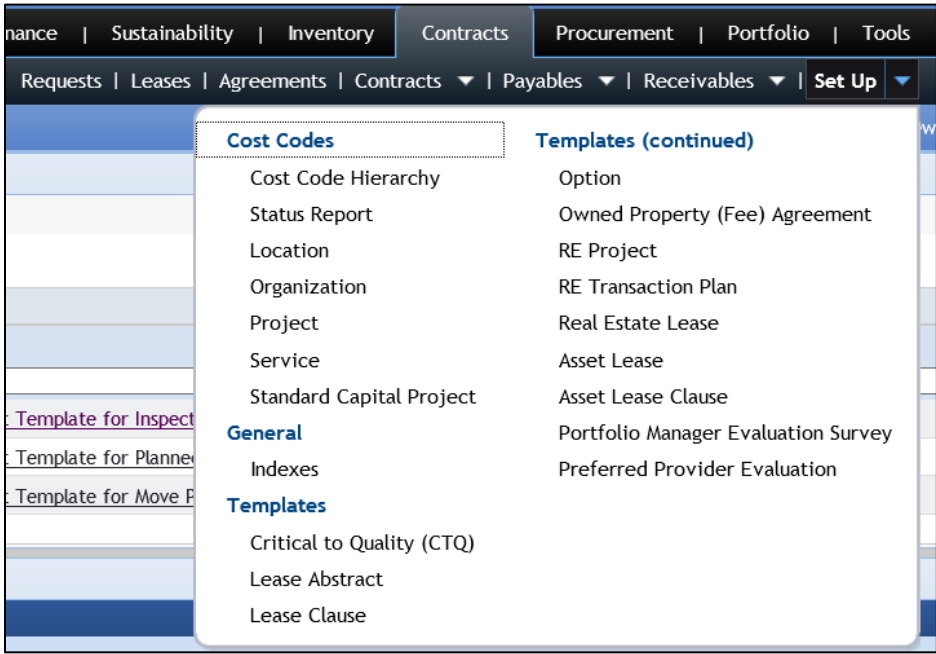 nance | Sustainability | Inventory Contracts Procurement | Portfolio | Tools
Requests | Leases | Agreements | Contracts | Payables | Receivables | Set Up
Cost Codes
Cost Code Hierarchy
Status Report
Location
Organization
Project
Service
Standard Capital Project
General
Indexes
Templates
Critical to Quality (CTQ)
Lease Abstract
Lease Clause
Templates (continued)
Option
Owned Property (Fee) Agreement
RE Project
RE Transaction Plan
Real Estate Lease
Asset Lease
Asset Lease Clause
Portfolio Manager Evaluation Survey
Preferred Provider Evaluation
Template for Inspect
Template for Planne
Template for Move P